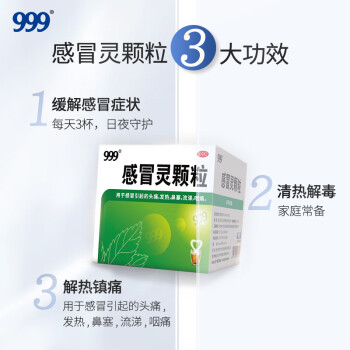 999®
感冒灵颗粒 3 大功效
1
缓解感冒症状
每天3杯，日夜守护
999®
感冒灵颗粒
用于感冒引起的头痛,发热,鼻塞,流涕,咽痛。
2
清热解毒
家庭常备
3
解热镇痛
用于感冒引起的头痛，
发热，鼻塞，流涕，咽痛